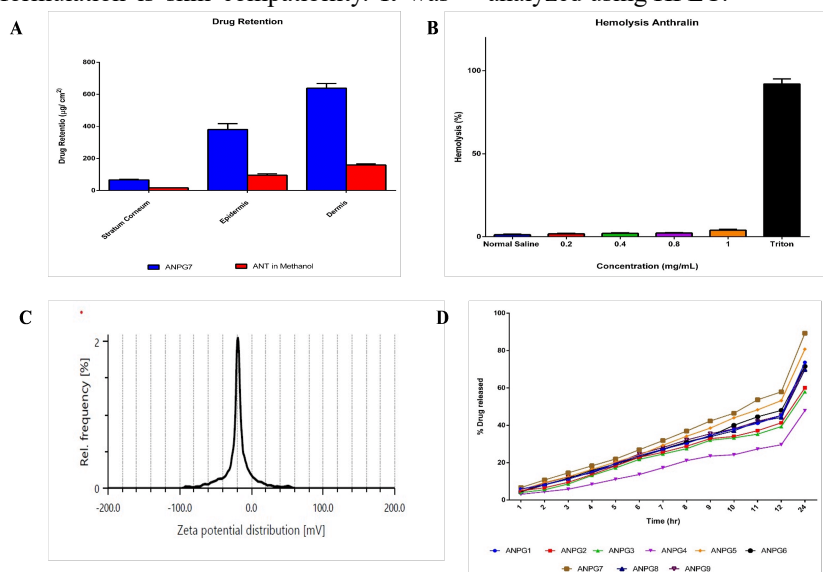 A
Drug Retention
Drug Retentio (µg/ cm²)
800
600
400
200
0
Stratum Corneum
Epidermis
Dermis
ANPG7
ANT in Methanol
B
Hemolysis Anthralin
Hemolysis (%)
100
50
0
Normal Saline
0.2
0.4
0.8
1
Triton
Concentration (mg/mL)
C
Rel. frequency [%]
2
0
-200.0
-100.0
0.0
100.0
200.0
Zeta potential distribution [mV]
D
% Drug released
100
80
60
40
20
0
1
2
3
4
5
6
7
8
9
10
11
12
24
Time (hr)
ANPG1
ANPG2
ANPG3
ANPG4
ANPG5
ANPG6
ANPG7
ANPG8
ANPG9